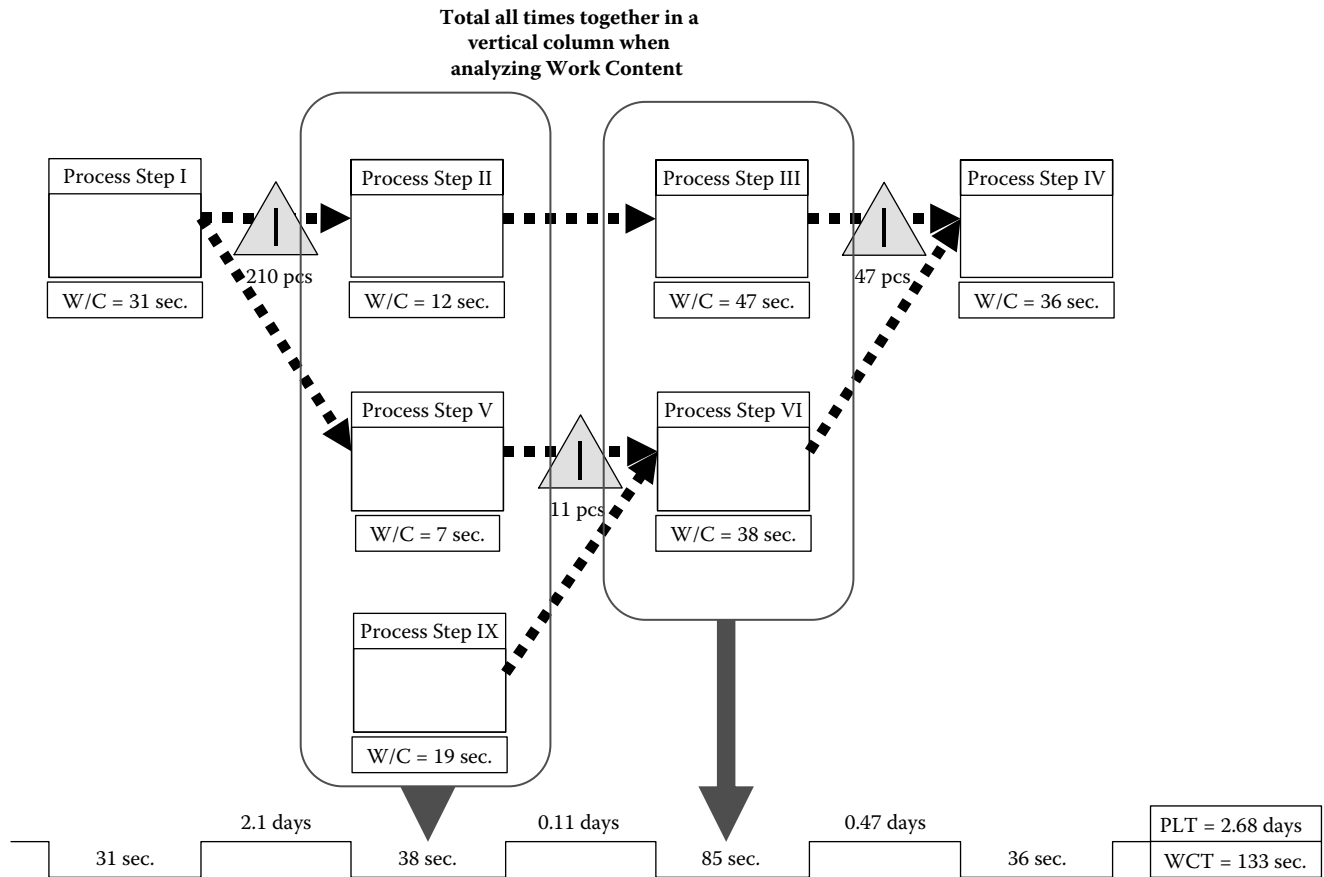 Total all times together in a
vertical column when
analyzing Work Content
Process Step I
Process Step II
Process Step III
Process Step IV
210 pcs
47 pcs
W/C = 31 sec.
W/C = 12 sec.
W/C = 47 sec.
W/C = 36 sec.
Process Step V
Process Step VI
11 pcs
W/C = 7 sec.
W/C = 38 sec.
Process Step IX
W/C = 19 sec.
2.1 days
0.11 days
0.47 days
PLT = 2.68 days
31 sec.
38 sec.
85 sec.
36 sec.
WCT = 133 sec.